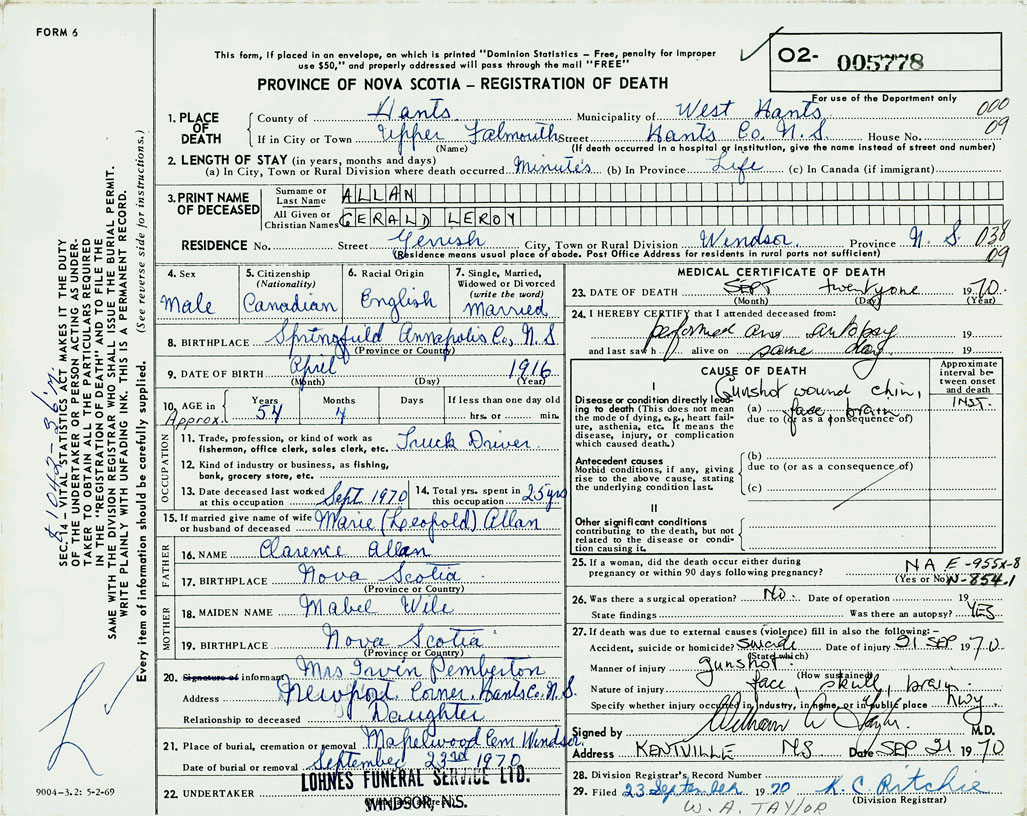 FORM 6
This form, if placed in an envelope, on which is printed "Dominion Statistics – Free, penalty for improper
use $50," and properly addressed will pass through the mail "FREE"
PROVINCE OF NOVA SCOTIA – REGISTRATION OF DEATH
02- 005778
For use of the Department only
000
09
1. PLACE OF DEATH
County of Hants Municipality of West Hants
If in City or Town Upper Falmouth Street Hants Co. N.S. House No.
(Name) (If death occurred in a hospital or institution, give the name instead of street and number)
2. LENGTH OF STAY (in years, months and days)
(a) In City, Town or Rural Division where death occurred Minutes (b) In Province Life (c) In Canada (if immigrant)
3. PRINT NAME OF DECEASED
Surname or Last Name ALLAN
All Given or Christian Names GERALD LEROY
RESIDENCE No. Street Gerrish City, Town or Rural Division Windsor Province N. S. 038
09
(Residence means usual place of abode. Post Office Address for residents in rural parts not sufficient)
4. Sex
Male
5. Citizenship
(Nationality)
Canadian
6. Racial Origin
English
7. Single, Married,
Widowed or Divorced
(write the word)
Married
8. BIRTHPLACE Springfield Annapolis Co, N.S.
(Province or Country)
9. DATE OF BIRTH April 1916
(Month) (Day) (Year)
10. AGE in Years Months Days If less than one day old
Approx. 54 4 hrs. or min.
OCCUPATION
11. Trade, profession, or kind of work as
fisherman, office clerk, sales clerk, etc. Truck Driver
12. Kind of industry or business, as fishing,
bank, grocery store, etc.
13. Date deceased last worked
at this occupation Sept 1970
14. Total yrs. spent in
this occupation 25 yrs
15. If married give name of wife
or husband of deceased Marie (Leopold) Allan
FATHER
16. NAME Clarence Allan
17. BIRTHPLACE Nova Scotia
(Province or Country)
MOTHER
18. MAIDEN NAME Mabel Wile
19. BIRTHPLACE Nova Scotia
(Province or Country)
20. Signature of informant Mrs Irvin Pemberton
Address Newport Corner, Hants Co. N.S.
Relationship to deceased Daughter
21. Place of burial, cremation or removal Maplewood Cem Windsor.
Date of burial or removal September 23rd 1970
22. UNDERTAKER LOHNES FUNERAL SERVICE LTD.
WINDSOR, N.S.
MEDICAL CERTIFICATE OF DEATH
23. DATE OF DEATH SEPT twentyone 1970.
(Month) (Day) (Year)
24. I HEREBY CERTIFY that I attended deceased from:
performed an autopsy 19
and last saw h alive on same day 19
CAUSE OF DEATH
Approximate
interval be-
tween onset
and death
I
Disease or condition directly lead-
ing to death (This does not mean
the mode of dying, e.g., heart fail-
ure, asthenia, etc. It means the
disease, injury, or complication
which caused death.)
(a) Gunshot wound chin, face brain INST.
due to (or as a consequence of)
Antecedent causes
Morbid conditions, if any, giving
rise to the above cause, stating
the underlying condition last.
(b)
due to (or as a consequence of)
(c)
II
Other significant conditions
contributing to the death, but not
related to the disease or condi-
tion causing it.
25. If a woman, did the death occur either during
pregnancy or within 90 days following pregnancy? NA
(Yes or No)
E-955X-8
N-854.1
26. Was there a surgical operation? No. Date of operation 19
State findings Was there an autopsy? YES
27. If death was due to external causes (violence) fill in also the following:–
Accident, suicide or homicide? suicide Date of injury 21 SEP 1970
(State which)
Manner of injury gunshot
(How sustained)
Nature of injury face, skull, brain.
Specify whether injury occurred in industry, in home, or in public place hwy
Signed by William A Taylor M.D.
Address KENTVILLE NS Date SEP 21 1970
28. Division Registrar's Record Number
29. Filed 23 September 1970 K. C. Ritchie
(Division Registrar)
W. A. TAYLOR
SEC. 14 – VITAL STATISTICS ACT MAKES IT THE DUTY
OF THE UNDERTAKER OR PERSON ACTING AS UNDER-
TAKER TO OBTAIN ALL THE PARTICULARS REQUIRED
IN THE "REGISTRATION OF DEATH" AND TO FILE THE
SAME WITH THE DIVISION REGISTRAR WHO SHALL ISSUE THE BURIAL PERMIT.
WRITE PLAINLY WITH UNFADING INK. THIS IS A PERMANENT RECORD.
Every item of information should be carefully supplied. (See reverse side for instructions.)
9004-3.2: 5-2-69